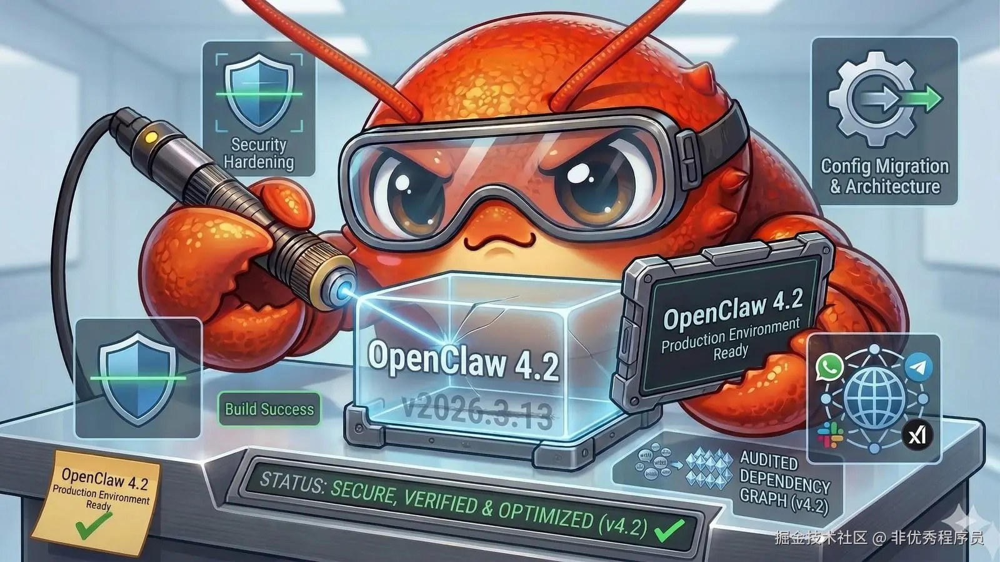 Security
Hardening
Config Migration
& Architecture
OpenClaw 4.2
Production Environment
Ready
OpenClaw 4.2
v2026.3.13
Build Success
OpenClaw 4.2
Production Environment
Ready
STATUS: SECURE, VERIFIED & OPTIMIZED (v4.2)
AUDITED
DEPENDENCY
GRAPH (v4.2)
掘金技术社区 @ 非优秀程序员